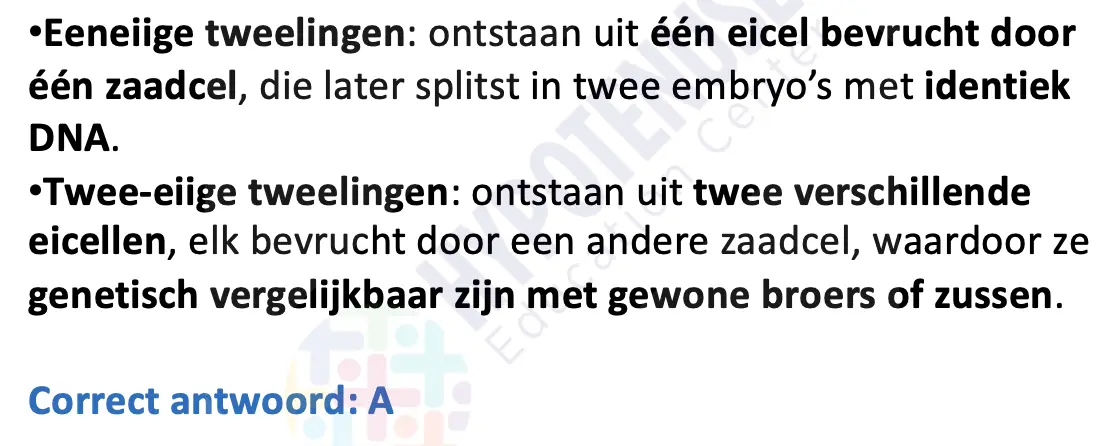 •Eeneiige tweelingen: ontstaan uit één eicel bevrucht door
één zaadcel, die later splitst in twee embryo’s met identiek
DNA.
•Twee-eiige tweelingen: ontstaan uit twee verschillende
eicellen, elk bevrucht door een andere zaadcel, waardoor ze
genetisch vergelijkbaar zijn met gewone broers of zussen.
Correct antwoord: A
HYPOTENUSE
Education Center